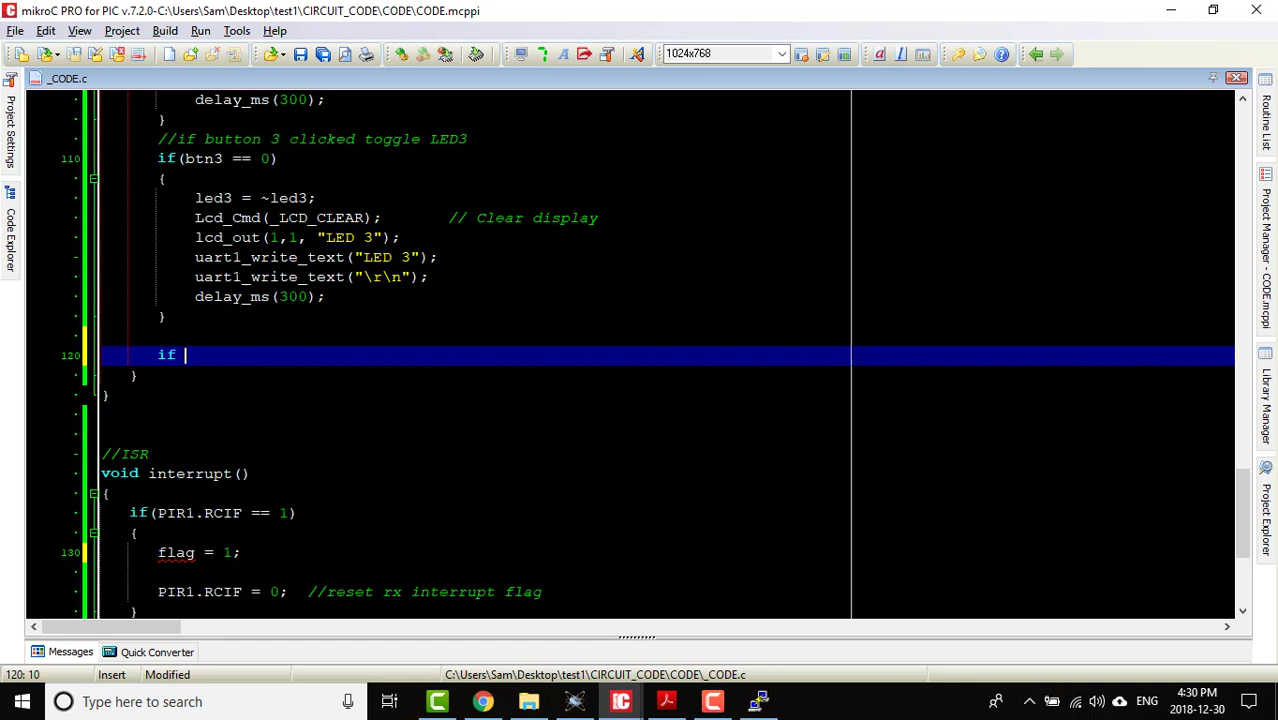 mikroC PRO for PIC v.7.2.0-C:\Users\Sam\Desktop\test1\CIRCUIT_CODE\CODE\CODE.mcppi
File Edit View Project Build Run Tools Help
1024x768
_CODE.c
delay_ms(300);
}
//if button 3 clicked toggle LED3
110 if(btn3 == 0)
{
led3 = ~led3;
Lcd_Cmd(_LCD_CLEAR); // Clear display
lcd_out(1,1, "LED 3");
uart1_write_text("LED 3");
uart1_write_text("\r\n");
delay_ms(300);
}
120 if
}
}
//ISR
void interrupt()
{
if(PIR1.RCIF == 1)
{
130 flag = 1;
PIR1.RCIF = 0; //reset rx interrupt flag
}
Project Settings
Code Explorer
Routine List
Project Manager - CODE.mcppi
Library Manager
Project Explorer
Messages Quick Converter
120: 10 Insert Modified C:\Users\Sam\Desktop\test1\CIRCUIT_CODE\CODE\_CODE.c
Type here to search
ENG
4:30 PM
2018-12-30